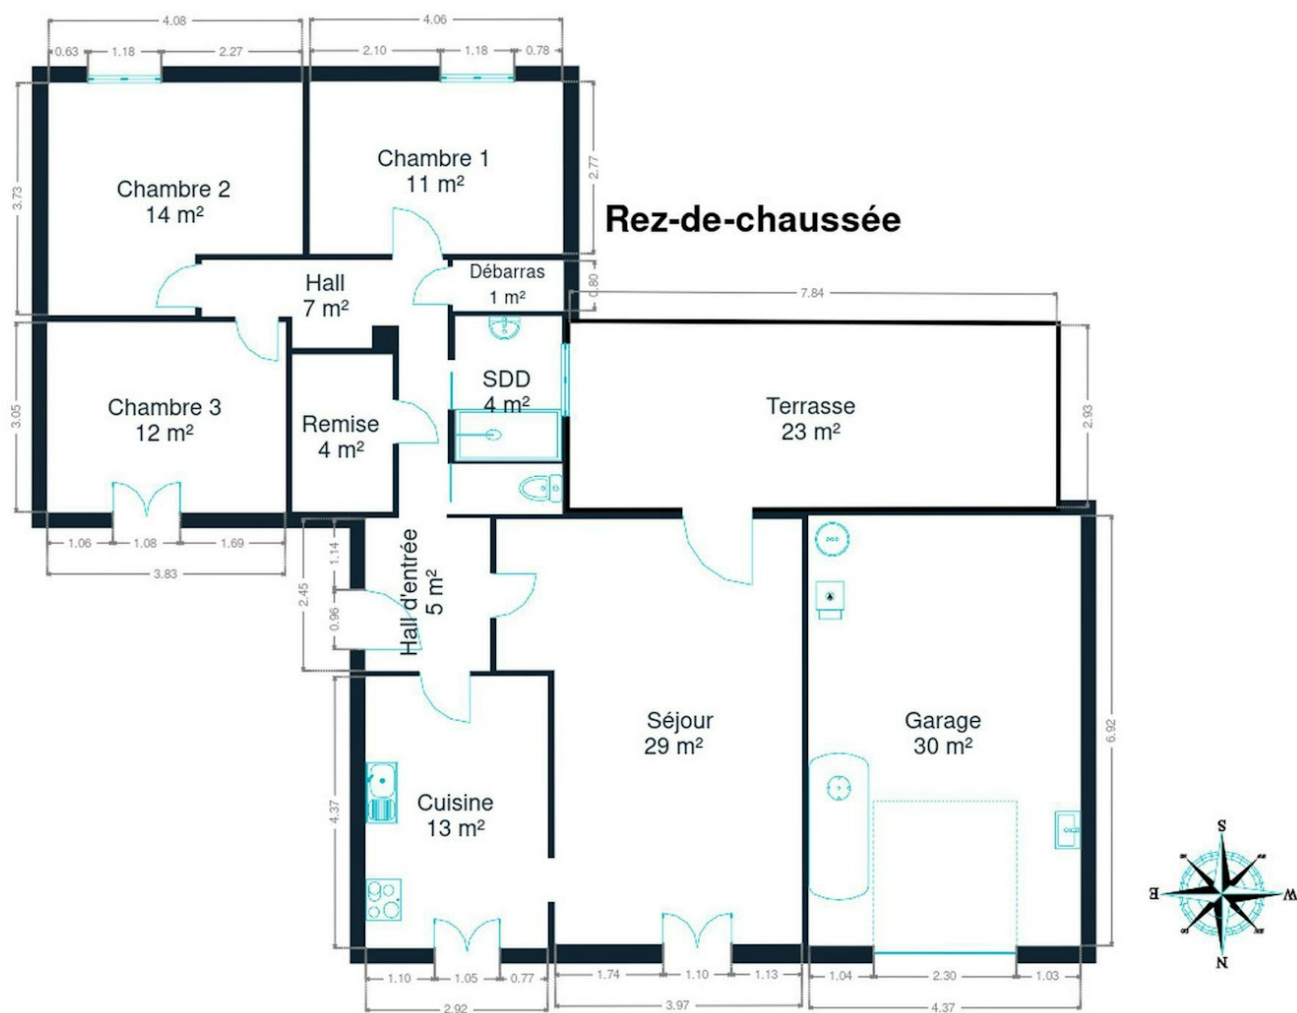 4.08
4.06
0.63
1.18
2.27
2.10
1.18
0.78
3.73
Chambre 2
14 m²
Chambre 1
11 m²
2.77
Rez-de-chaussée
Hall
7 m²
Débarras
1 m²
0.80
7.84
3.05
Chambre 3
12 m²
Remise
4 m²
SDD
4 m²
Terrasse
23 m²
2.93
1.06
1.08
1.69
3.83
2.45
1.14
0.96
Hall d'entrée
5 m²
Séjour
29 m²
Garage
30 m²
6.92
4.37
Cuisine
13 m²
S
E
W
N
1.10
1.05
0.77
2.92
1.74
1.10
1.13
3.97
1.04
2.30
1.03
4.37